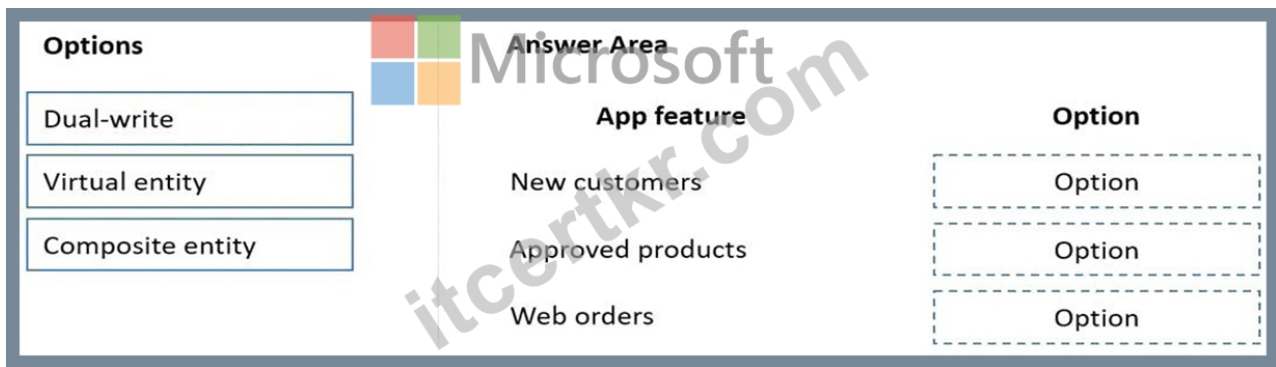 Options
Microsoft
Answer Area
Dual-write
App feature
Option
Virtual entity
New customers
Option
Composite entity
Approved products
Option
Web orders
Option
itcertkr.com